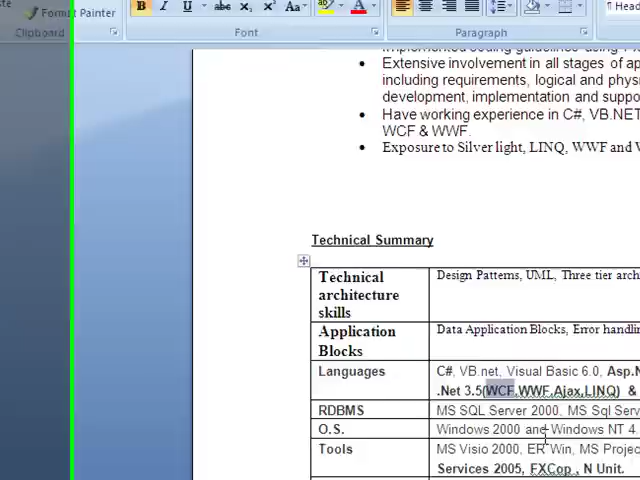 Format Painter
B I U abc x₂ x² Aa
¶ Head
Clipboard Font Paragraph
Extensive involvement in all stages of ap
including requirements, logical and physi
development, implementation and suppo
Have working experience in C#, VB.NET
WCF & WWF.
Exposure to Silver light, LINQ, WWF and W
Technical Summary
Technical architecture skills Design Patterns, UML, Three tier arch
Application Blocks Data Application Blocks, Error handlin
Languages C#, VB.net, Visual Basic 6.0, Asp.N
.Net 3.5(WCF,WWF,Ajax,LINQ) &
RDBMS MS SQL Server 2000, MS Sql Serv
O.S. Windows 2000 and Windows NT 4.
Tools MS Visio 2000, ER Win, MS Projec
Services 2005, FXCop , N Unit.